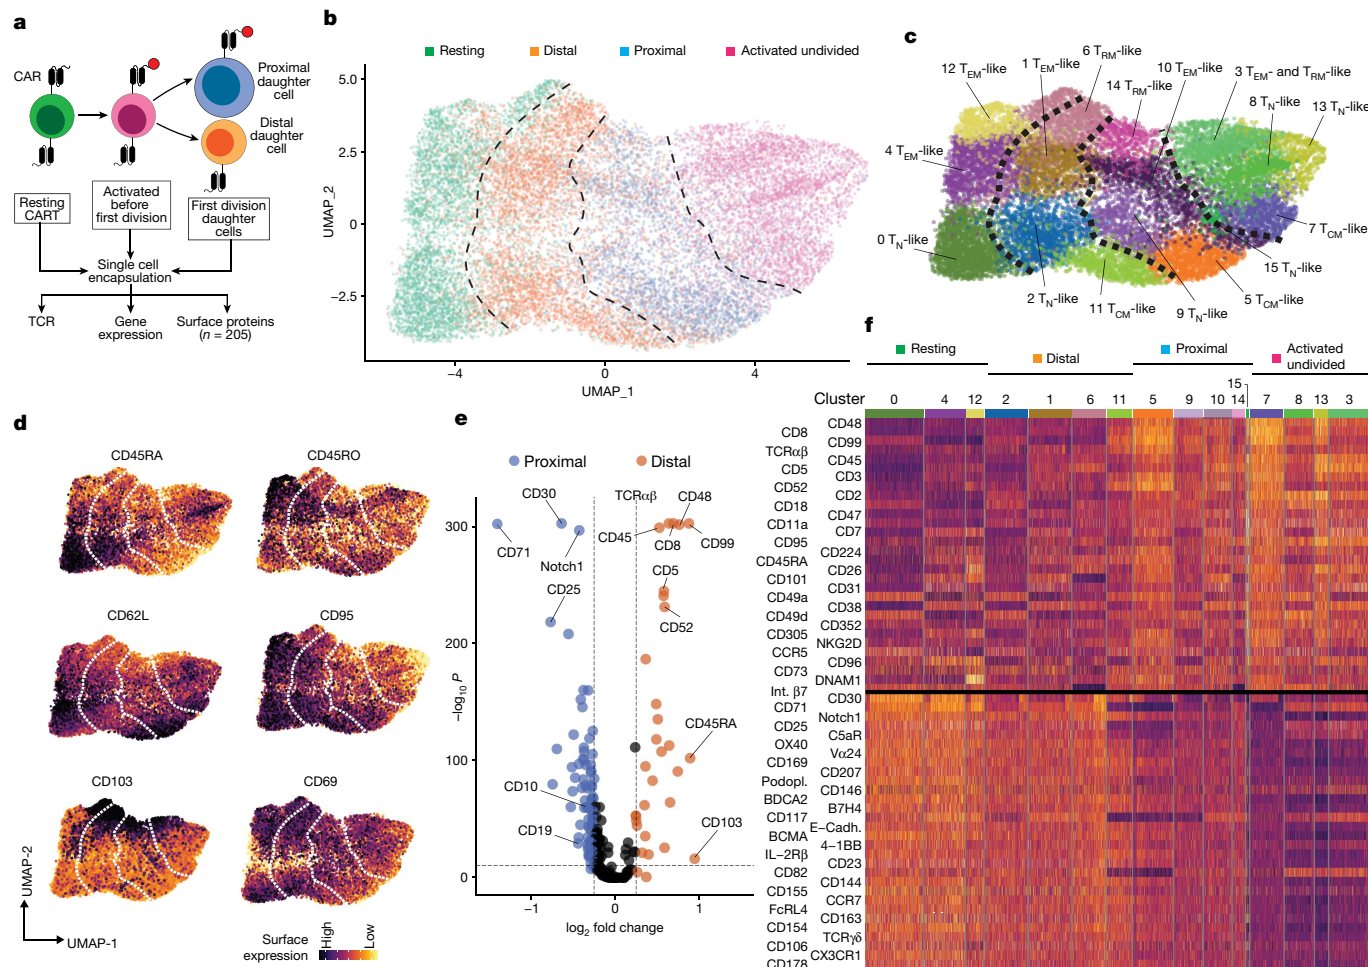 a
CAR
Proximal
daughter
cell
Distal
daughter
cell
Resting
CART
Activated
before
first division
First division
daughter
cells
Single cell
encapsulation
TCR
Gene
expression
Surface proteins
(n = 205)
b
Resting
Distal
Proximal
Activated undivided
5.0
2.5
0
−2.5
UMAP_2
−4
0
4
UMAP_1
c
6 TRM-like
1 TEM-like
10 TEM-like
12 TEM-like
3 TEM- and TRM-like
14 TRM-like
8 TN-like
13 TN-like
4 TEM-like
0 TN-like
7 TCM-like
15 TN-like
2 TN-like
5 TCM-like
11 TCM-like
9 TN-like
d
CD45RA
CD45RO
CD62L
CD95
CD103
CD69
UMAP-2
UMAP-1
Surface
expression
High
Low
e
Proximal
Distal
CD30
TCRαβ
CD48
CD71
Notch1
CD45
CD8
CD99
CD25
CD5
CD52
CD45RA
CD10
CD19
CD103
300
200
100
0
−log10 P
−1
0
1
log2 fold change
f
Resting
Distal
Proximal
Activated
undivided
15
Cluster
0
4
12
2
1
6
11
5
9
10
14
7
8
13
3
CD48
CD8
CD99
TCRαβ
CD45
CD5
CD3
CD52
CD2
CD18
CD47
CD11a
CD7
CD95
CD224
CD45RA
CD26
CD101
CD31
CD49a
CD38
CD49d
CD352
CD305
NKG2D
CCR5
CD96
CD73
DNAM1
Int. β7
CD30
CD71
Notch1
CD25
C5aR
OX40
Vα24
CD169
CD207
Podopl.
CD146
BDCA2
B7H4
CD117
E−Cadh.
BCMA
4−1BB
IL−2Rβ
CD23
CD82
CD144
CD155
CCR7
FcRL4
CD163
CD154
TCRγδ
CD106
CX3CR1
CD178